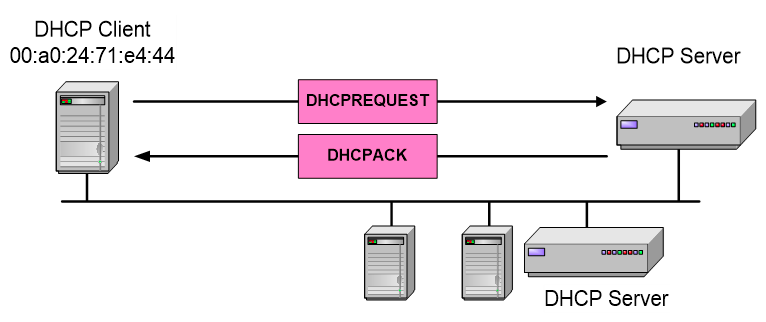 DHCP Client
00:a0:24:71:e4:44
DHCP Server
DHCPREQUEST
DHCPACK
DHCP Server